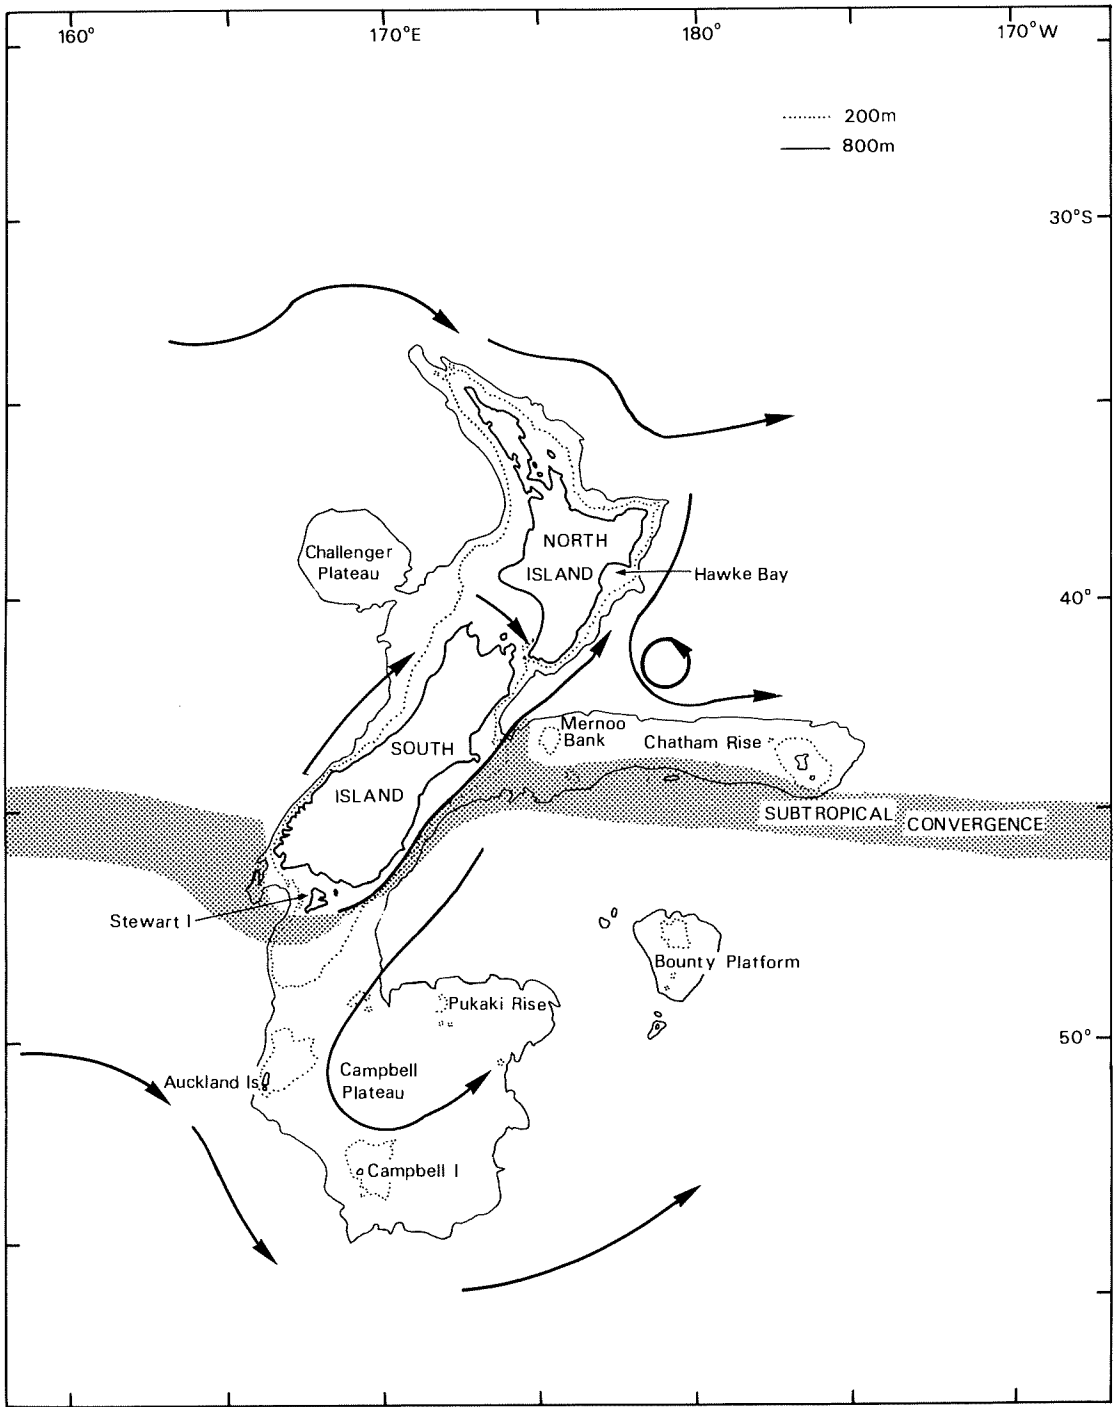 160°
170°E
180°
170°W
200m
800m
30°S
Challenger
Plateau
NORTH
ISLAND
Hawke Bay
40°
SOUTH
ISLAND
Mernoo
Bank
Chatham Rise
SUBTROPICAL
CONVERGENCE
Stewart I
Bounty Platform
Pukaki Rise
50°
Auckland Is
Campbell
Plateau
Campbell I